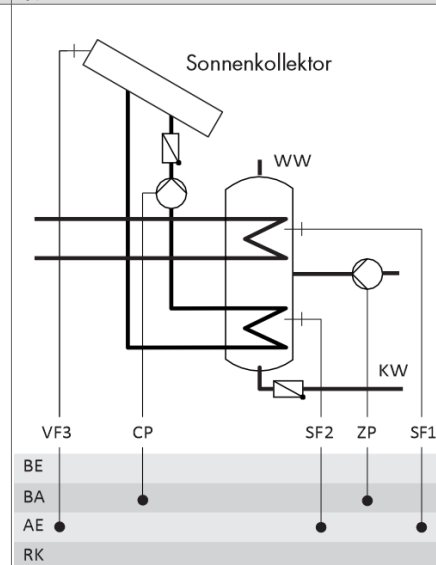 Sonnenkollektor
WW
KW
VF3 CP SF2 ZP SF1
BE
BA
AE
RK